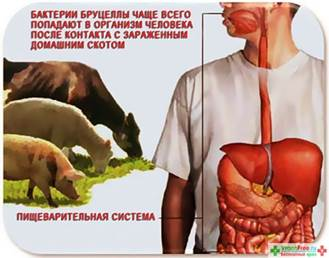 БАКТЕРИИ БРУЦЕЛЛЫ ЧАЩЕ ВСЕГО
ПОПАДАЮТ В ОРГАНИЗМ ЧЕЛОВЕКА
ПОСЛЕ КОНТАКТА С ЗАРАЖЕННЫМ
ДОМАШНИМ СКОТОМ
ПИЩЕВАРИТЕЛЬНАЯ СИСТЕМА